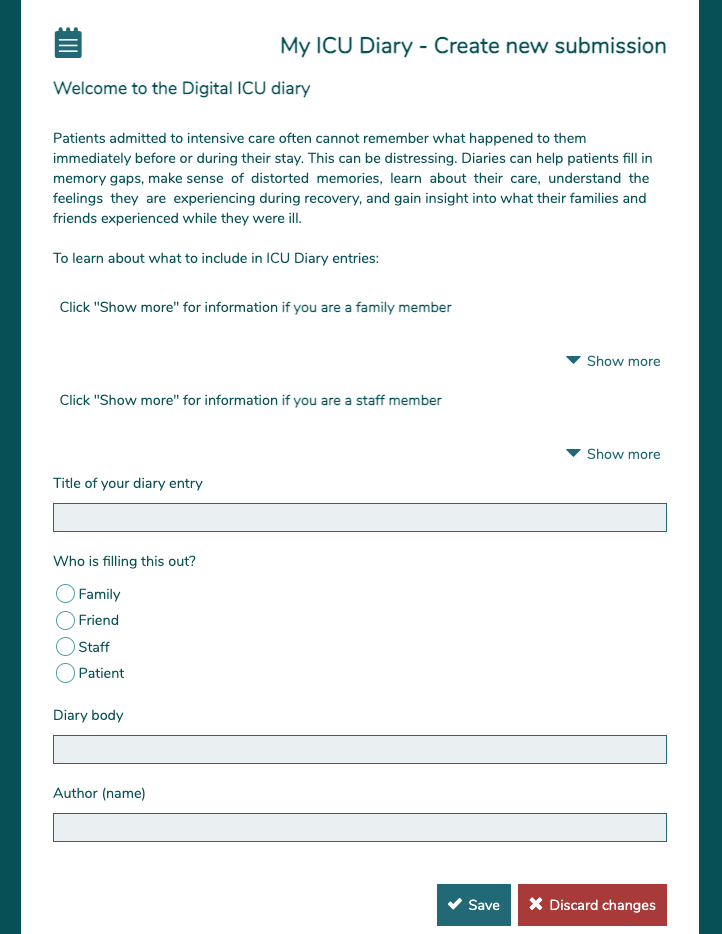 My ICU Diary - Create new submission
Welcome to the Digital ICU diary
Patients admitted to intensive care often cannot remember what happened to them
immediately before or during their stay. This can be distressing. Diaries can help patients fill in
memory gaps, make sense of distorted memories, learn about their care, understand the
feelings they are experiencing during recovery, and gain insight into what their families and
friends experienced while they were ill.
To learn about what to include in ICU Diary entries:
Click "Show more" for information if you are a family member
Show more
Click "Show more" for information if you are a staff member
Show more
Title of your diary entry
Who is filling this out?
Family
Friend
Staff
Patient
Diary body
Author (name)
Save
Discard changes